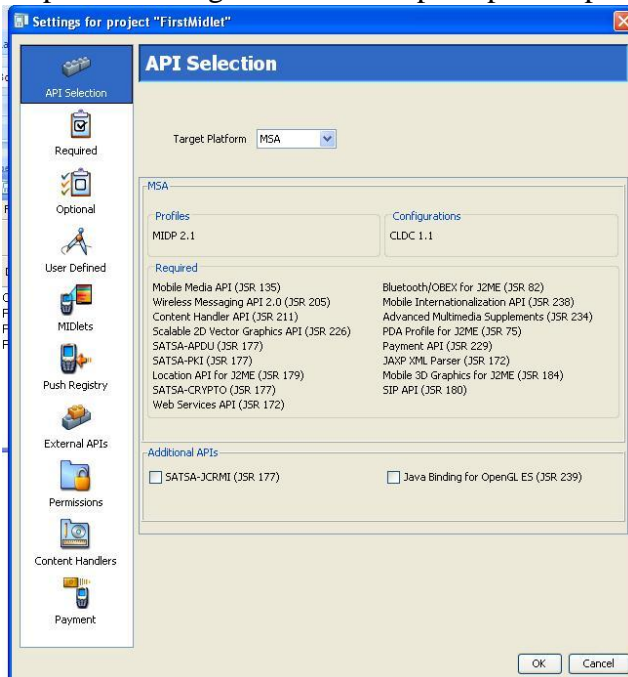 Settings for project "FirstMidlet"
API Selection
Required
Optional
User Defined
MIDlets
Push Registry
External APIs
Permissions
Content Handlers
Payment
API Selection
Target Platform MSA
MSA
Profiles
MIDP 2.1
Configurations
CLDC 1.1
Required
Mobile Media API (JSR 135)
Wireless Messaging API 2.0 (JSR 205)
Content Handler API (JSR 211)
Scalable 2D Vector Graphics API (JSR 226)
SATSA-APDU (JSR 177)
SATSA-PKI (JSR 177)
Location API for J2ME (JSR 179)
SATSA-CRYPTO (JSR 177)
Web Services API (JSR 172)
Bluetooth/OBEX for J2ME (JSR 82)
Mobile Internationalization API (JSR 238)
Advanced Multimedia Supplements (JSR 234)
PDA Profile for J2ME (JSR 75)
Payment API (JSR 229)
JAXP XML Parser (JSR 172)
Mobile 3D Graphics for J2ME (JSR 184)
SIP API (JSR 180)
Additional APIs
SATSA-JCRMI (JSR 177)
Java Binding for OpenGL ES (JSR 239)
OK
Cancel